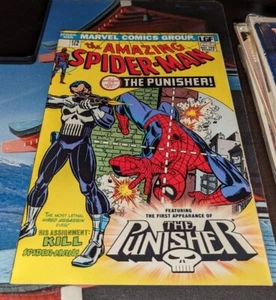 MARVEL COMICS GROUP
the AMAZING
SPIDER-MAN
THE PUNISHER!
THE MOST LETHAL
HIRED ASSASSIN
EVER!
HIS ASSIGNMENT:
KILL
SPIDER-MAN!
FEATURING
THE FIRST APPEARANCE OF
THE
PUNISHER